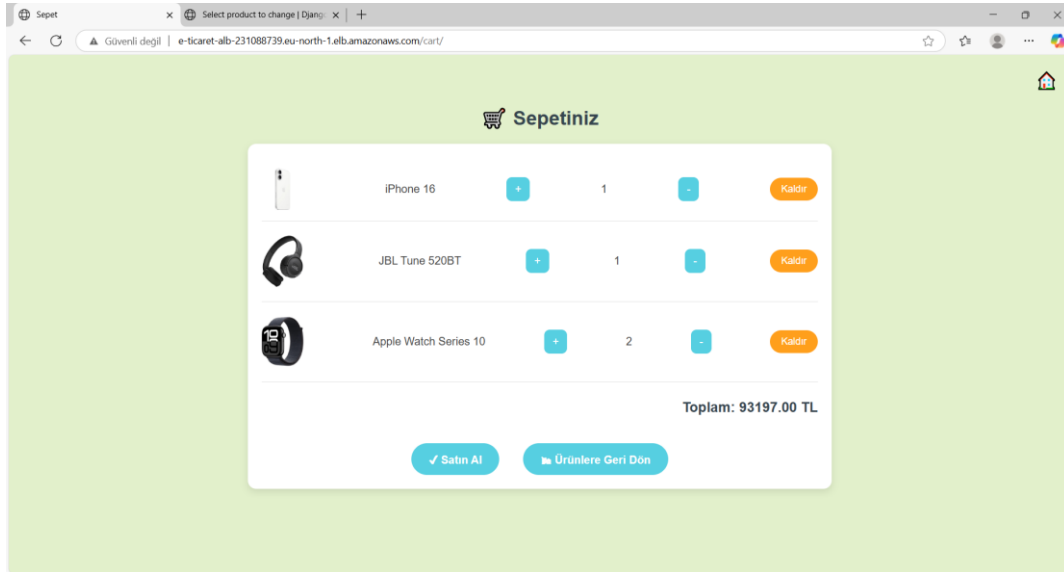 Sepet
Select product to change | Djang
Güvenli değil | e-ticaret-alb-231088739.eu-north-1.elb.amazonaws.com/cart/
Sepetiniz
iPhone 16 + 1 - Kaldır
JBL Tune 520BT + 1 - Kaldır
Apple Watch Series 10 + 2 - Kaldır
Toplam: 93197.00 TL
✓ Satın Al
Ürünlere Geri Dön